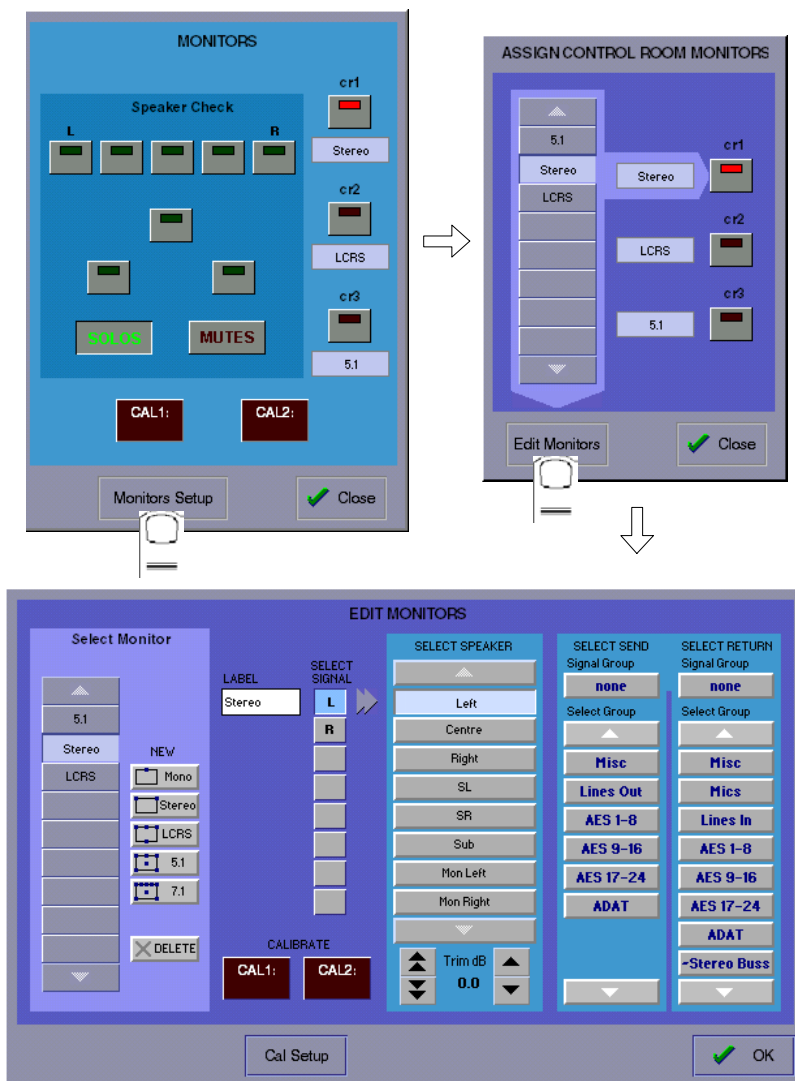 MONITORS
Speaker Check
L
R
SOLOS
MUTES
cr1
Stereo
cr2
LCRS
cr3
5.1
CAL1:
CAL2:
Monitors Setup
Close
ASSIGN CONTROL ROOM MONITORS
5.1
Stereo
LCRS
Stereo
cr1
LCRS
cr2
5.1
cr3
Edit Monitors
Close
EDIT MONITORS
Select Monitor
5.1
Stereo
LCRS
NEW
Mono
Stereo
LCRS
5.1
7.1
DELETE
LABEL
Stereo
SELECT
SIGNAL
L
R
CALIBRATE
CAL1:
CAL2:
SELECT SPEAKER
Left
Centre
Right
SL
SR
Sub
Mon Left
Mon Right
Trim dB
0.0
SELECT SEND
Signal Group
none
Select Group
Misc
Lines Out
AES 1-8
AES 9-16
AES 17-24
ADAT
SELECT RETURN
Signal Group
none
Select Group
Misc
Mics
Lines In
AES 1-8
AES 9-16
AES 17-24
ADAT
-Stereo Buss
Cal Setup
OK